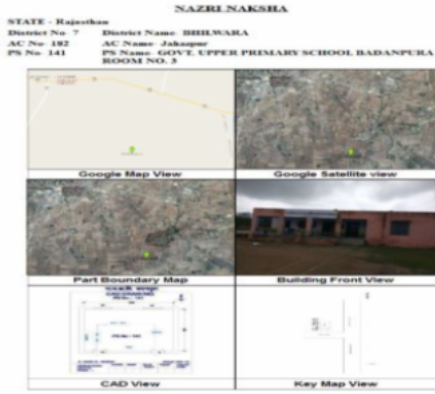 NAZRI NAKSHA
STATE - Rajasthan
District No 7 District Name BHILWARA
AC No 182 AC Name Jahazpur
PS No 141 PS Name GOVT. UPPER PRIMARY SCHOOL BADANPURA
ROOM NO. 3
Google Map View
Google Satellite view
Part Boundary Map
Building Front View
CAD View
Key Map View